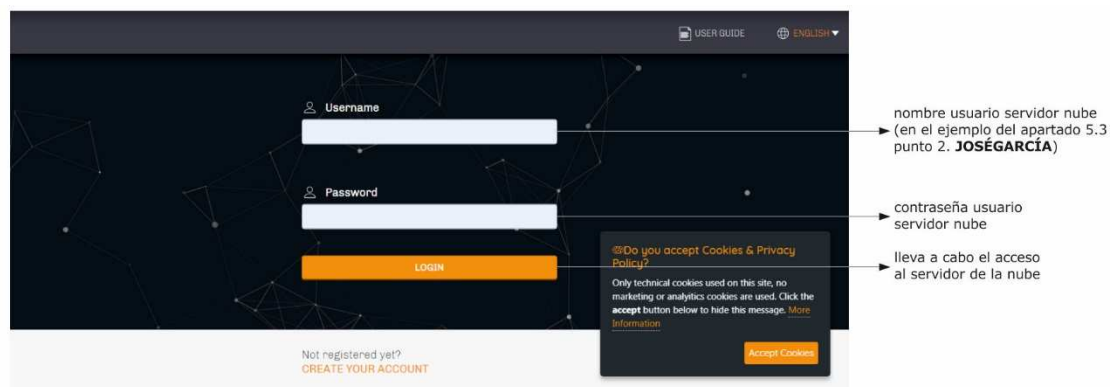 USER GUIDE
ENGLISH
Username
nombre usuario servidor nube
(en el ejemplo del apartado 5.3
punto 2. JOSÉGARCÍA)
Password
contraseña usuario
servidor nube
LOGIN
lleva a cabo el acceso
al servidor de la nube
Do you accept Cookies & Privacy
Policy?
Only technical cookies used on this site, no
marketing or analyitics cookies are used. Click the
accept button below to hide this message. More
Information
Accept Cookies
Not registered yet?
CREATE YOUR ACCOUNT